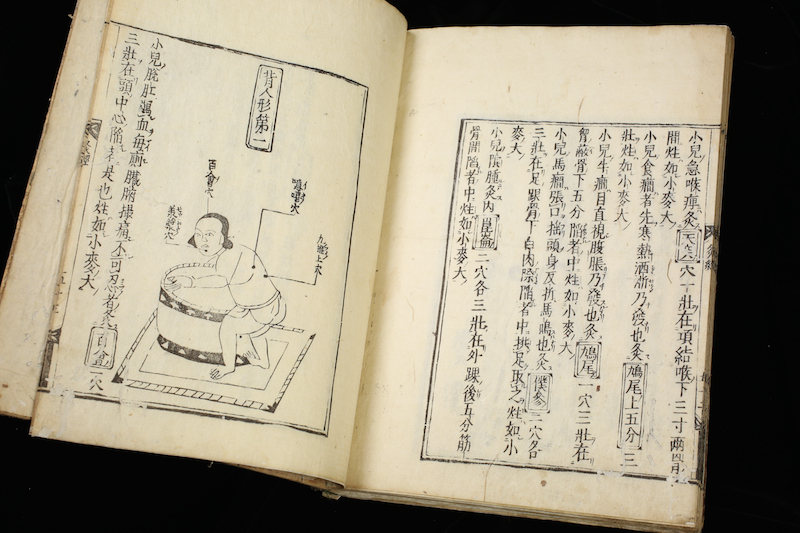 小兒急喉痺灸天突穴一壯在項結喉下三寸兩
間炷如小麥大
小兒食癇者先寒熱洒淅乃發也灸鳩尾上五分三
壯炷如小麥大
小兒牛癇目直視腹脹乃發也灸鳩尾一穴三壯在
胷蔽骨下五分陷者中炷如小麥大
小兒馬癇張口搖頭身反折馬鳴也灸僕參二穴各
三壯在足跟骨下白肉際陷者中拱足取之炷如小
麥大
小兒陰腫灸内崑崙二穴各三壯在外踝後五分筋
骨間陷者中炷如小麥大
背人形第一
百會穴
小兒脫肛瀉血每厠臟腑撮痛不可忍者灸百會一穴
三壯在頭中心陷者是也炷如小麥大